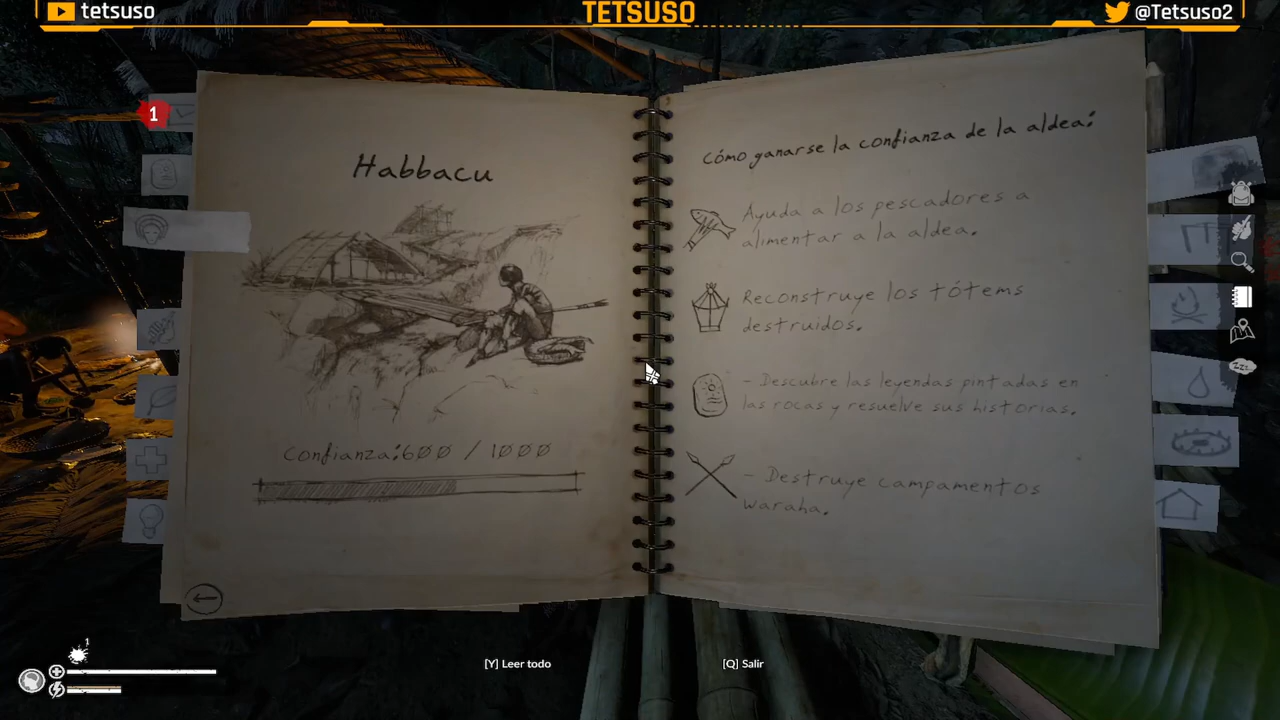 tetsuso
TETSUSO
@Tetsuso2
1
Habbacu
Confianza:600 / 1000
Cómo ganarse la confianza de la aldea:
Ayuda a los pescadores a
alimentar a la aldea.
Reconstruye los tótems
destruidos.
- Descubre las leyendas pintadas en
las rocas y resuelve sus historias.
- Destruye campamentos
waraha.
zzz
1
[Y] Leer todo
[Q] Salir